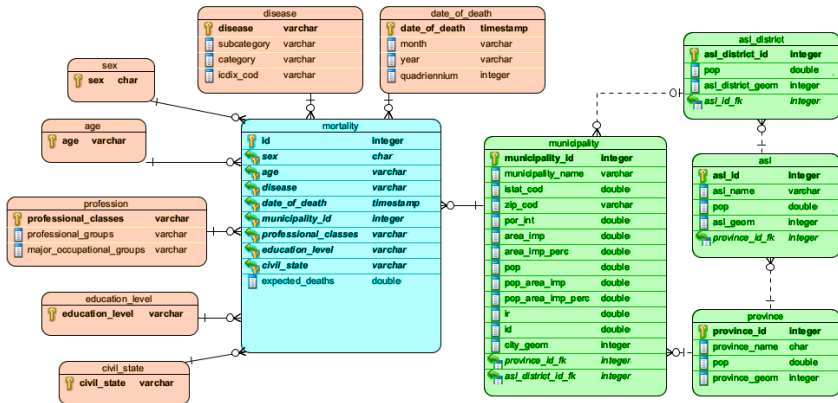 disease
disease varchar
subcategory varchar
category varchar
icdix_cod varchar
date_of_death
date_of_death timestamp
month varchar
year varchar
quadriennium integer
sex
sex char
age
age varchar
profession
professional_classes varchar
professional_groups varchar
major_occupational_groups varchar
education_level
education_level varchar
civil_state
civil_state varchar
mortality
id integer
sex char
age varchar
disease varchar
date_of_death timestamp
municipality_id integer
professional_classes varchar
education_level varchar
civil_state varchar
expected_deaths double
municipality
municipality_id integer
municipality_name varchar
istat_cod double
zip_cod varchar
por_int double
area_imp double
area_imp_perc double
pop double
pop_area_imp double
pop_area_imp_perc double
ir double
id double
city_geom integer
province_id_fk integer
asl_district_id_fk integer
asl_district
asl_district_id integer
pop double
asl_district_geom integer
asl_id_fk integer
asl
asl_id integer
asl_name varchar
pop double
asl_geom integer
province_id_fk integer
province
province_id integer
province_name char
pop double
province_geom integer